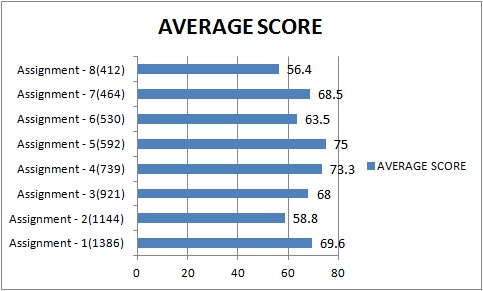 AVERAGE SCORE
Assignment - 8(412) 56.4
Assignment - 7(464) 68.5
Assignment - 6(530) 63.5
Assignment - 5(592) 75
Assignment - 4(739) 73.3
AVERAGE SCORE
Assignment - 3(921) 68
Assignment - 2(1144) 58.8
Assignment - 1(1386) 69.6
0 20 40 60 80